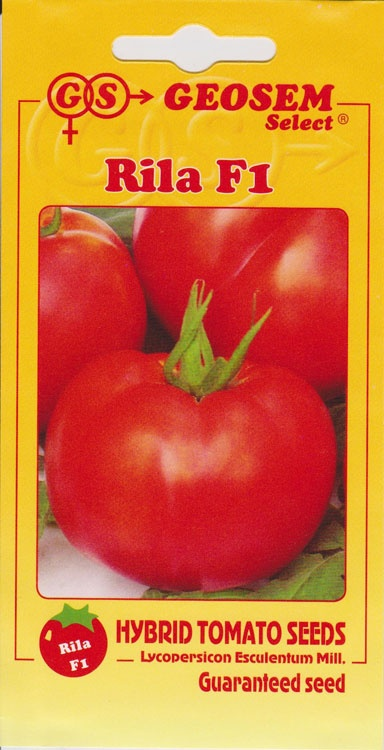 GS GEOSEM
Select ®
Rila F1
Rila
F1
HYBRID TOMATO SEEDS
Lycopersicon Esculentum Mill.
Guaranteed seed